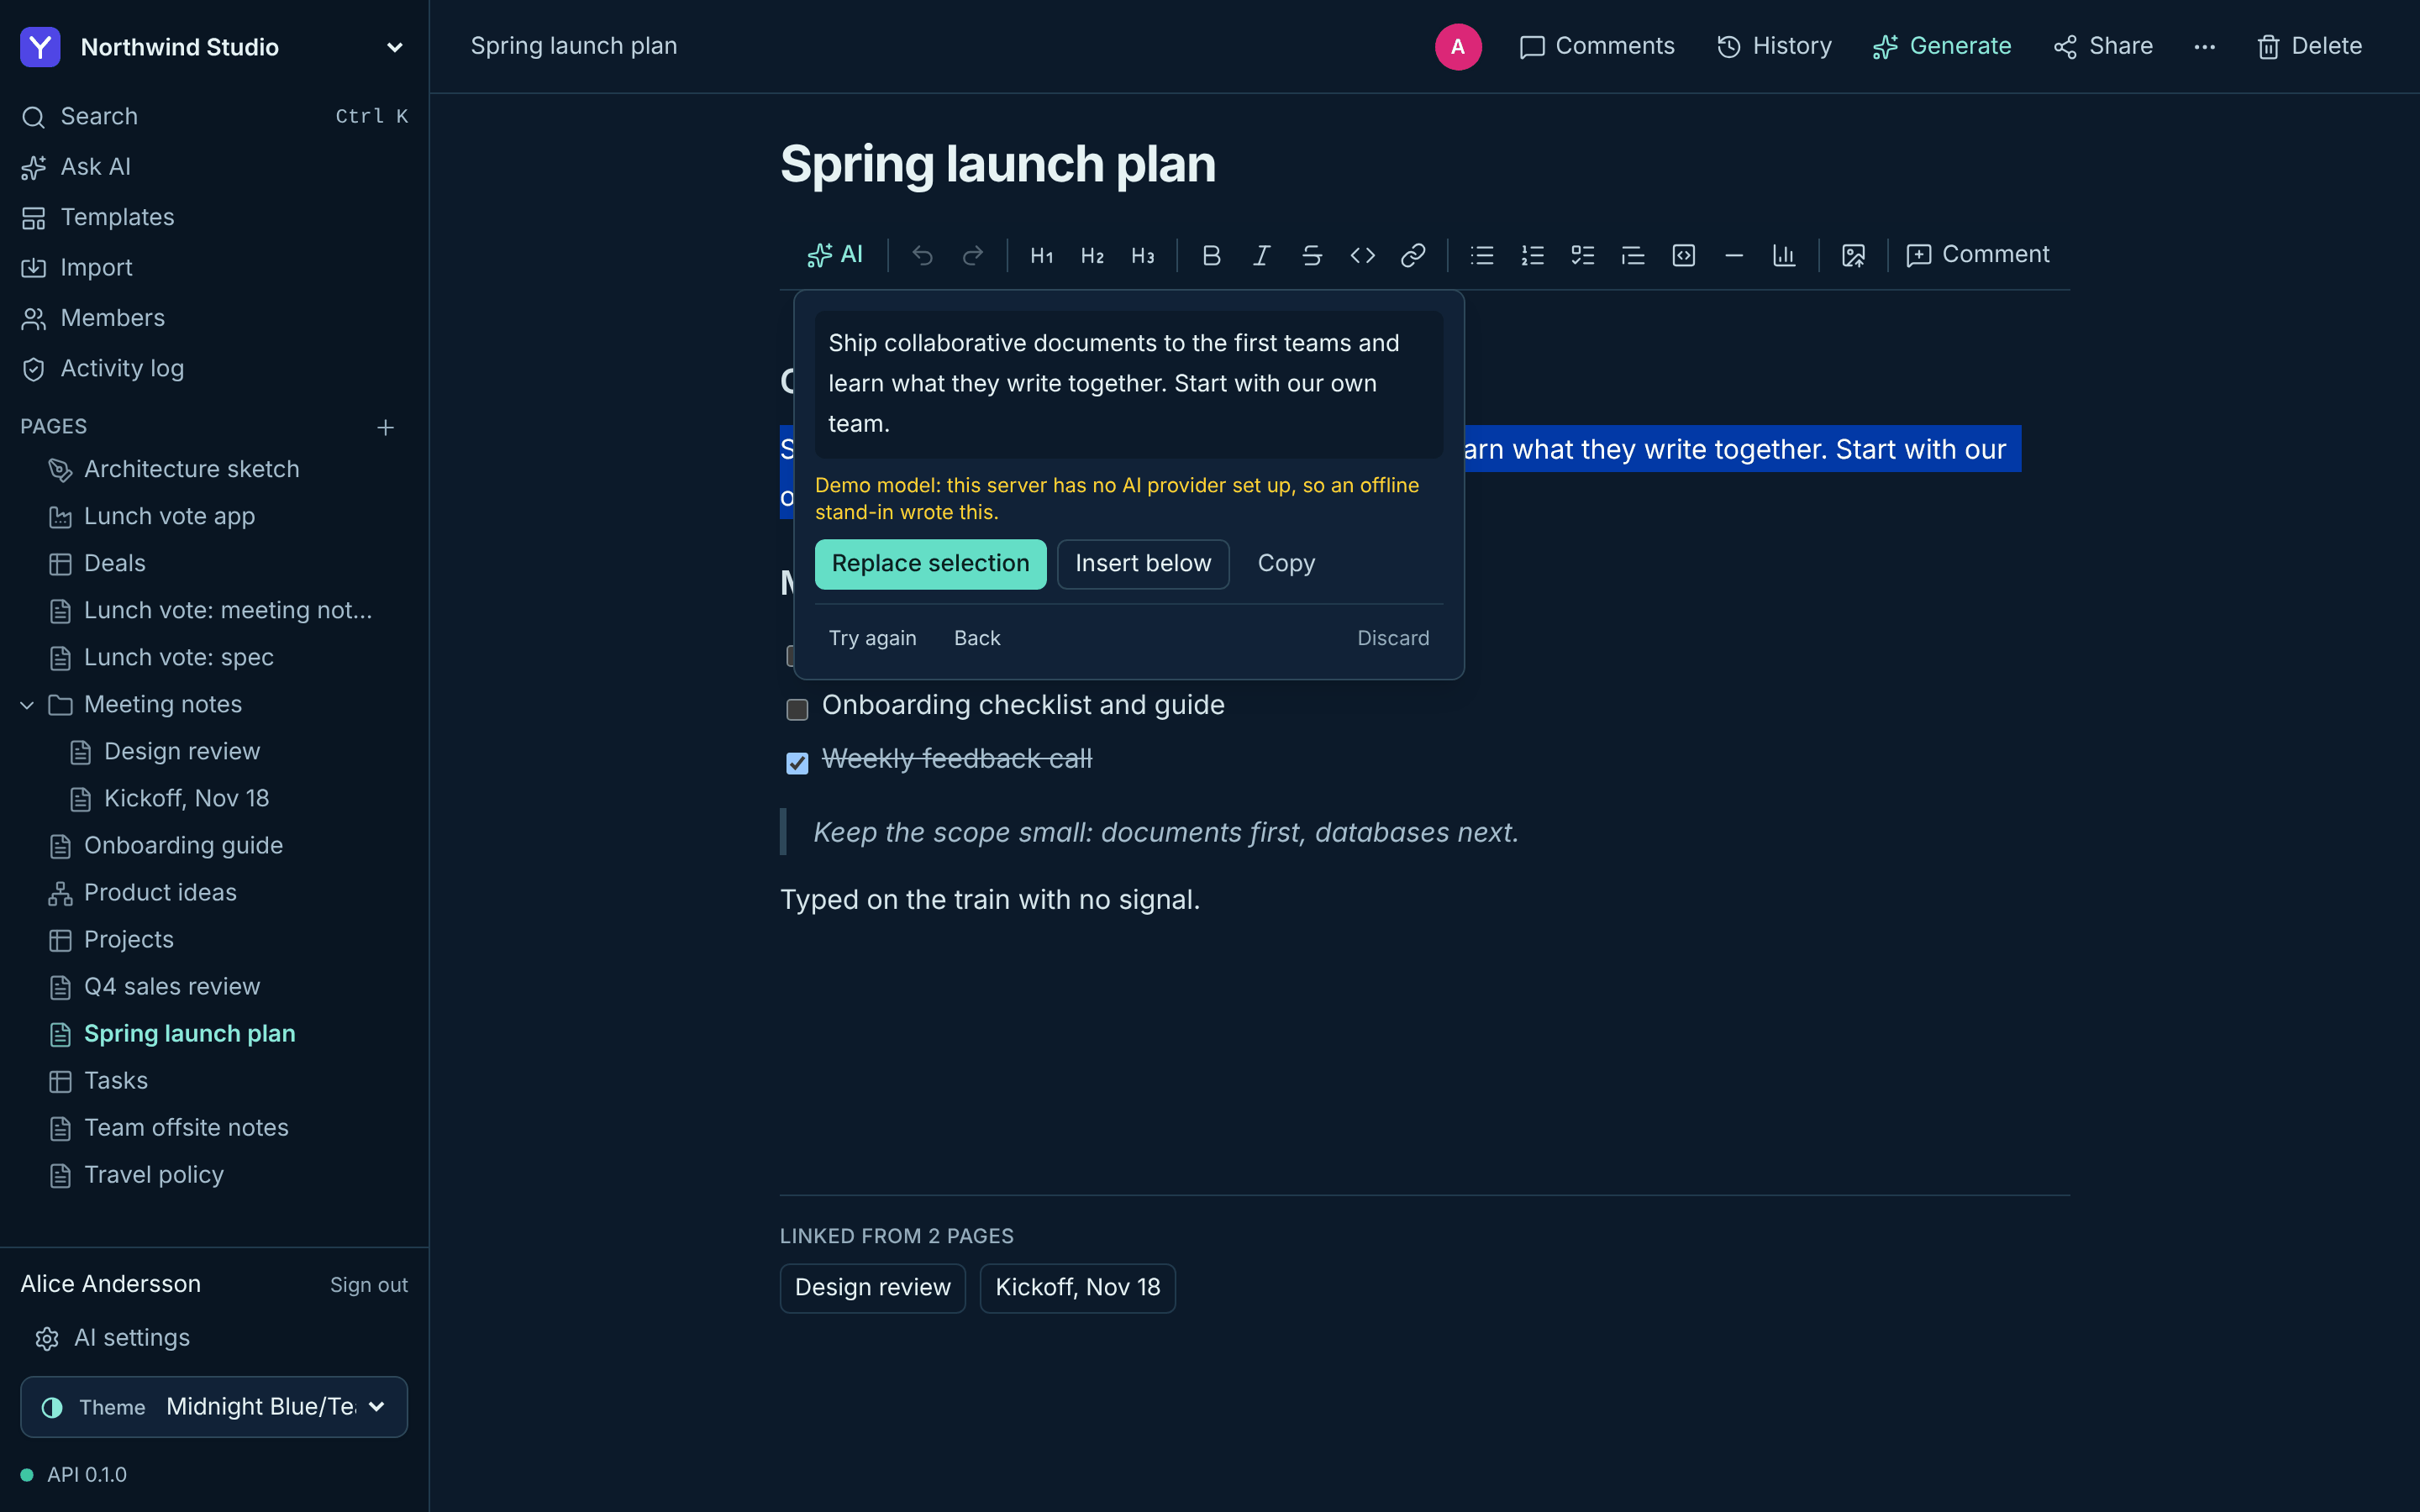 Northwind Studio
Search Ctrl K
Ask AI
Templates
Import
Members
Activity log
PAGES
Architecture sketch
Lunch vote app
Deals
Lunch vote: meeting not...
Lunch vote: spec
Meeting notes
Design review
Kickoff, Nov 18
Onboarding guide
Product ideas
Projects
Q4 sales review
Spring launch plan
Tasks
Team offsite notes
Travel policy
Alice Andersson Sign out
AI settings
Theme Midnight Blue/Te
API 0.1.0
Spring launch plan
A Comments History Generate Share Delete
Spring launch plan
AI H1 H2 H3 Comment
Ship collaborative documents to the first teams and
learn what they write together. Start with our own
team.
arn what they write together. Start with our
Demo model: this server has no AI provider set up, so an offline
stand-in wrote this.
Replace selection Insert below Copy
Try again Back Discard
Onboarding checklist and guide
Weekly feedback call
Keep the scope small: documents first, databases next.
Typed on the train with no signal.
LINKED FROM 2 PAGES
Design review Kickoff, Nov 18